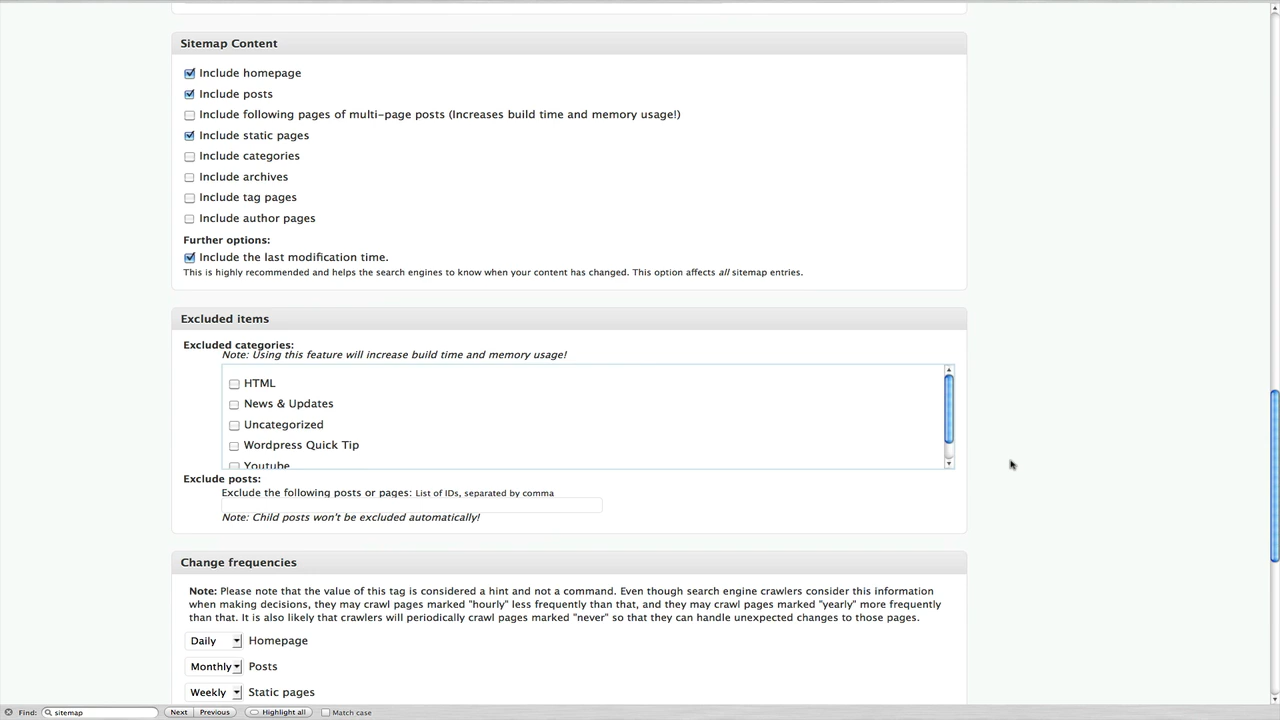 Sitemap Content
Include homepage
Include posts
Include following pages of multi-page posts (Increases build time and memory usage!)
Include static pages
Include categories
Include archives
Include tag pages
Include author pages
Further options:
Include the last modification time.
This is highly recommended and helps the search engines to know when your content has changed. This option affects all sitemap entries.
Excluded items
Excluded categories:
Note: Using this feature will increase build time and memory usage!
HTML
News & Updates
Uncategorized
Wordpress Quick Tip
Youtube
Exclude posts:
Exclude the following posts or pages: List of IDs, separated by comma
Note: Child posts won't be excluded automatically!
Change frequencies
Note: Please note that the value of this tag is considered a hint and not a command. Even though search engine crawlers consider this information
when making decisions, they may crawl pages marked "hourly" less frequently than that, and they may crawl pages marked "yearly" more frequently
than that. It is also likely that crawlers will periodically crawl pages marked "never" so that they can handle unexpected changes to those pages.
Daily Homepage
Monthly Posts
Weekly Static pages
Find: sitemap Next Previous Highlight all Match case